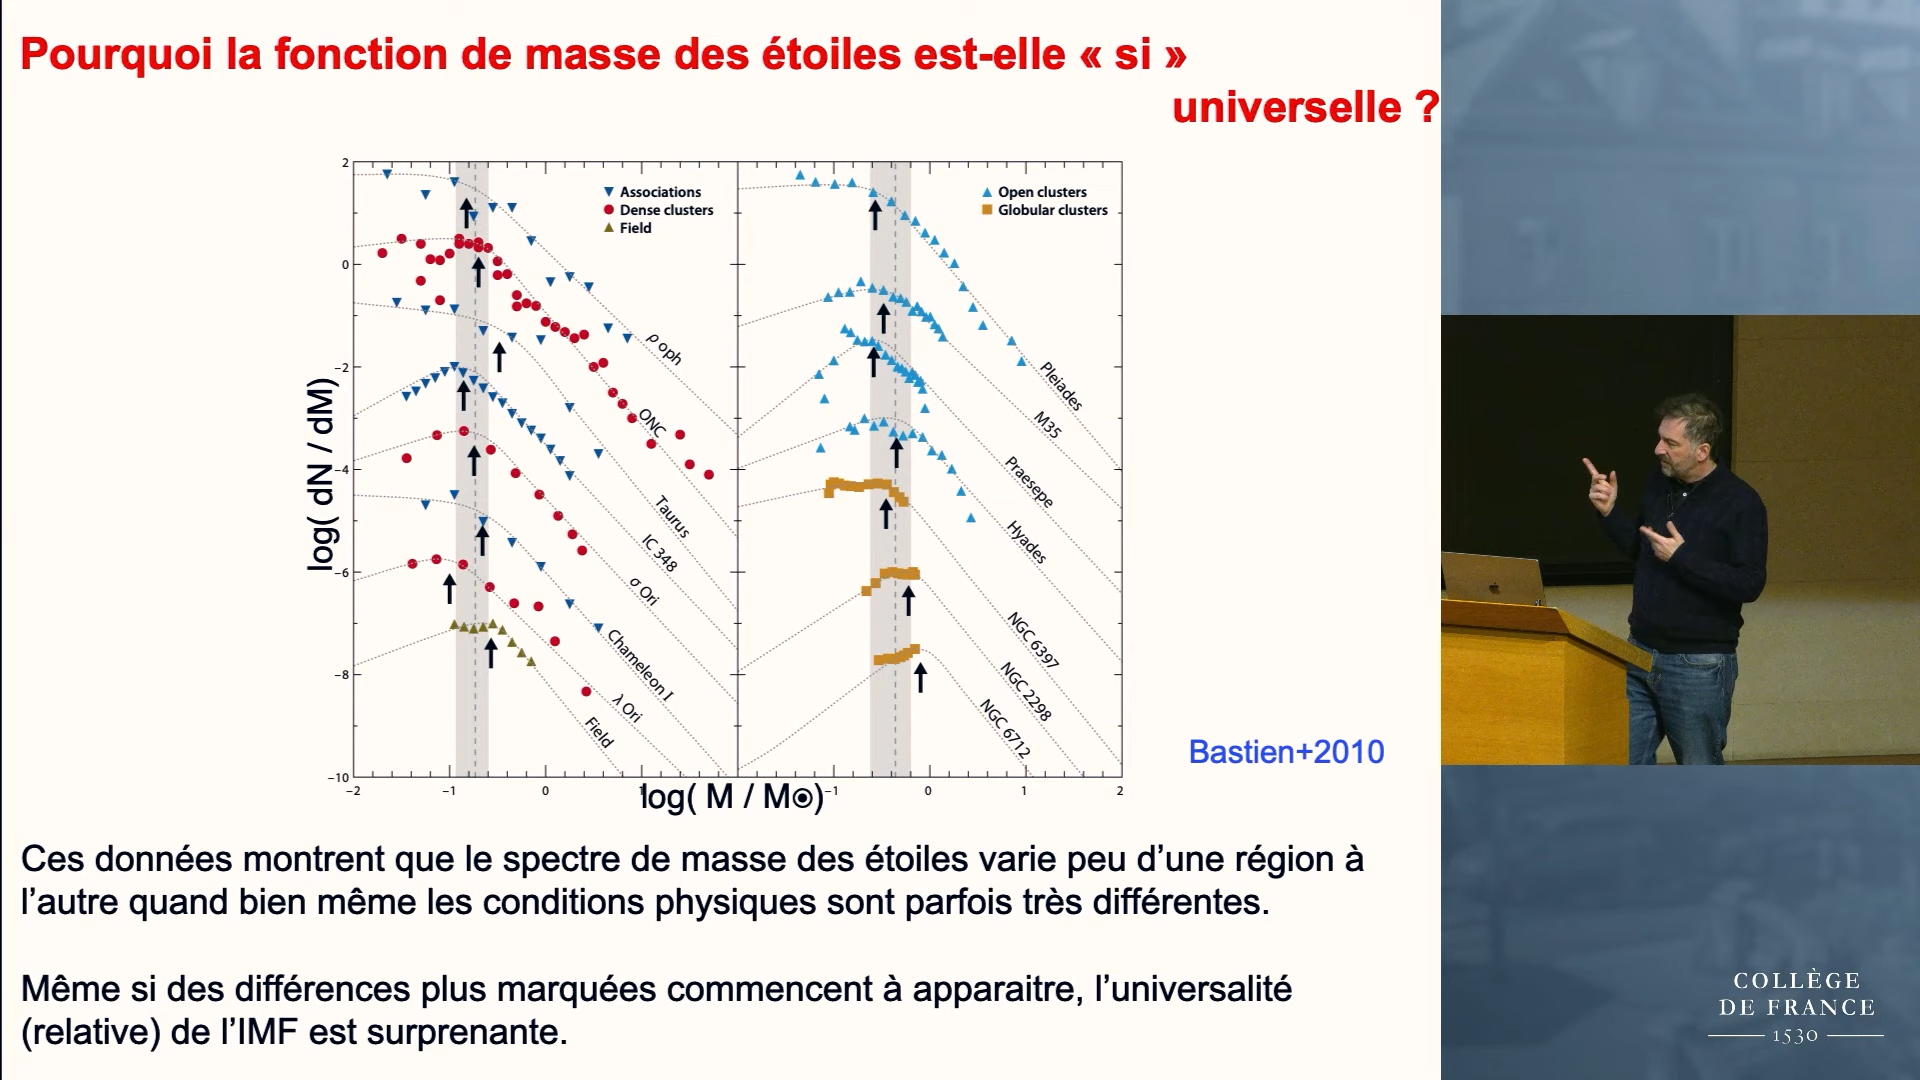 Pourquoi la fonction de masse des étoiles est-elle « si »
universelle ?
2
0
−2
−4
−6
−8
−10
log( dN / dM)
Associations
Dense clusters
Field
ρ oph
ONC
Taurus
IC 348
σ Ori
Chameleon I
λ Ori
Field
Open clusters
Globular clusters
Pleiades
M35
Praesepe
Hyades
NGC 6397
NGC 2298
NGC 6712
−2
−1
0
1
−1
0
1
2
log( M / M⊙)
Bastien+2010
Ces données montrent que le spectre de masse des étoiles varie peu d’une région à
l’autre quand bien même les conditions physiques sont parfois très différentes.
Même si des différences plus marquées commencent à apparaitre, l’universalité
(relative) de l’IMF est surprenante.
COLLÈGE
DE FRANCE
1530